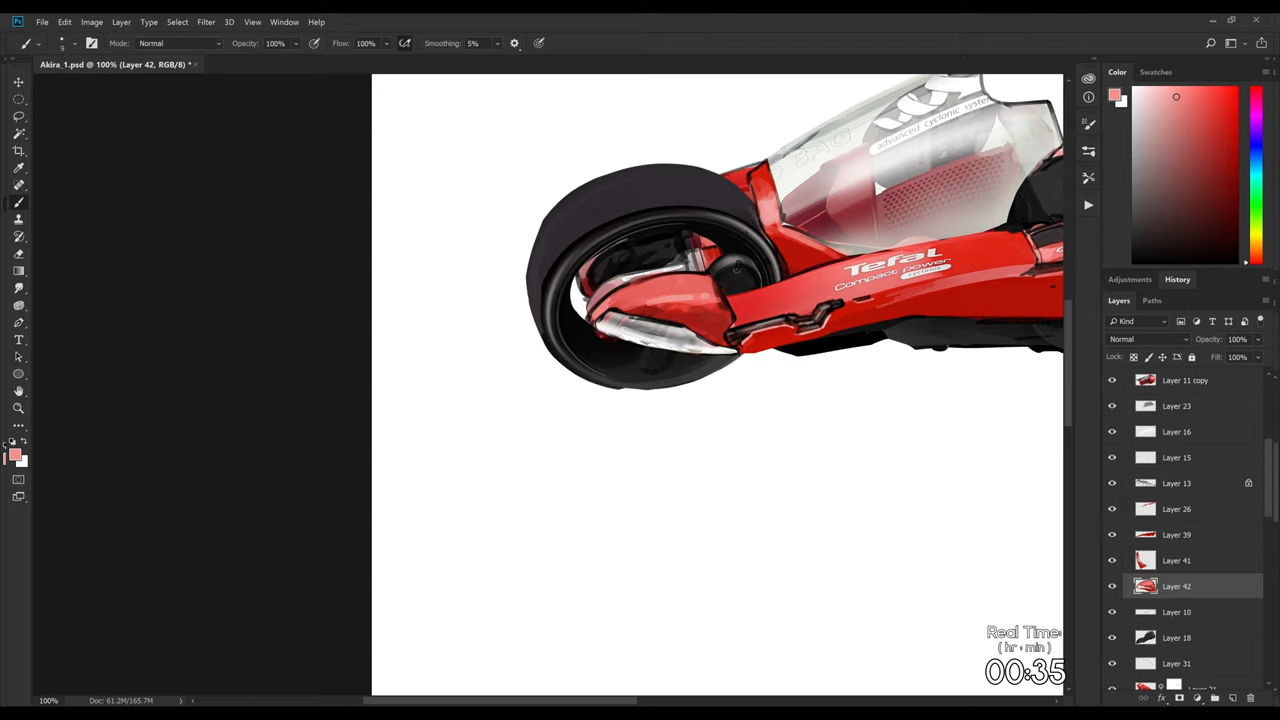 Ps File Edit Image Layer Type Select Filter 3D View Window Help
9 Mode: Normal Opacity: 100% Flow: 100% Smoothing: 5%
Akira_1.psd @ 100% (Layer 42, RGB/8) *
Color Swatches
advanced cyclonic system
BAG
Tefal
Compact power
cyclonic
Adjustments History
Layers Paths
Kind
Normal Opacity: 100%
Lock: Fill: 100%
Layer 11 copy
Layer 23
Layer 16
Layer 15
Layer 13
Layer 26
Layer 39
Layer 41
Layer 42
Layer 10
Layer 18
Layer 31
Real Time:
( hr : min )
00:35
100% Doc: 61.2M/165.7M